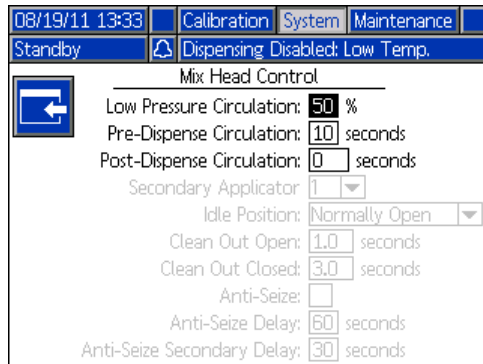 08/19/11 13:33 Calibration System Maintenance
Standby Dispensing Disabled: Low Temp.
Mix Head Control
Low Pressure Circulation: 50 %
Pre-Dispense Circulation: 10 seconds
Post-Dispense Circulation: 0 seconds
Secondary Applicator 1
Idle Position: Normally Open
Clean Out Open: 1.0 seconds
Clean Out Closed: 3.0 seconds
Anti-Seize:
Anti-Seize Delay: 60 seconds
Anti-Seize Secondary Delay: 30 seconds